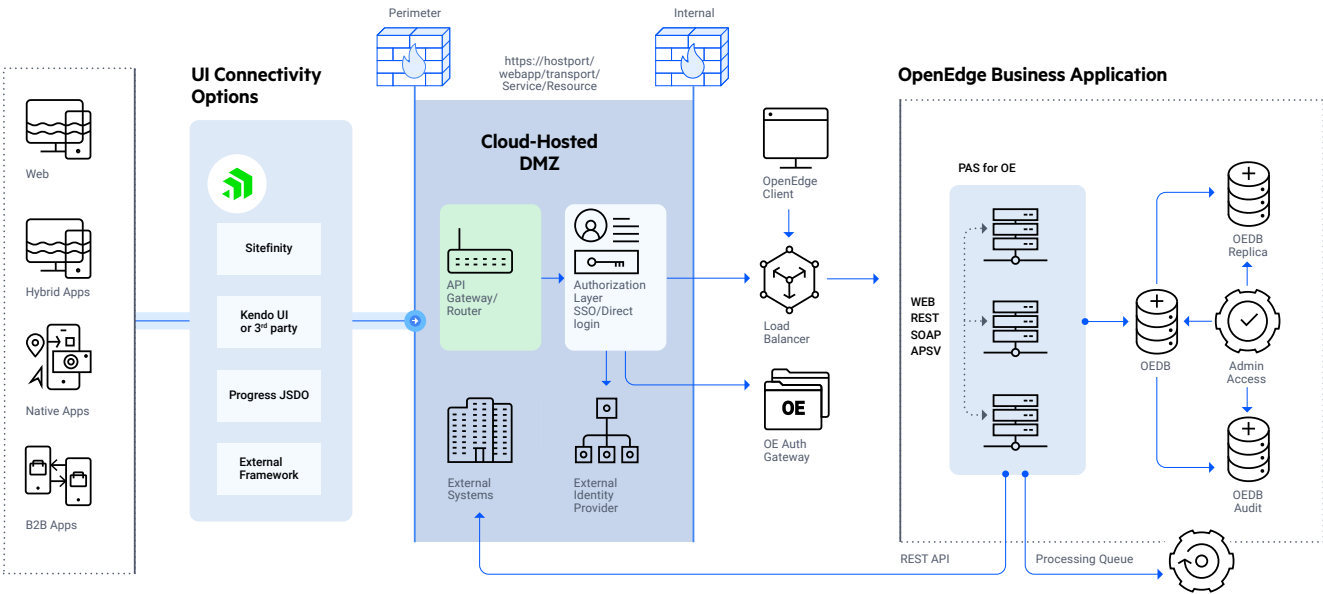 Perimeter
Internal
https://hostport/
webapp/transport/
Service/Resource
UI Connectivity
Options
OpenEdge Business Application
Web
Hybrid Apps
Native Apps
B2B Apps
Sitefinity
Kendo UI
or 3rd party
Progress JSDO
External
Framework
Cloud-Hosted
DMZ
API
Gateway/
Router
Authorization
Layer
SSO/Direct
login
External
Systems
External
Identity
Provider
OpenEdge
Client
Load
Balancer
OE
OE Auth
Gateway
PAS for OE
WEB
REST
SOAP
APSV
OEDB
OEDB
Replica
Admin
Access
OEDB
Audit
REST API
Processing Queue